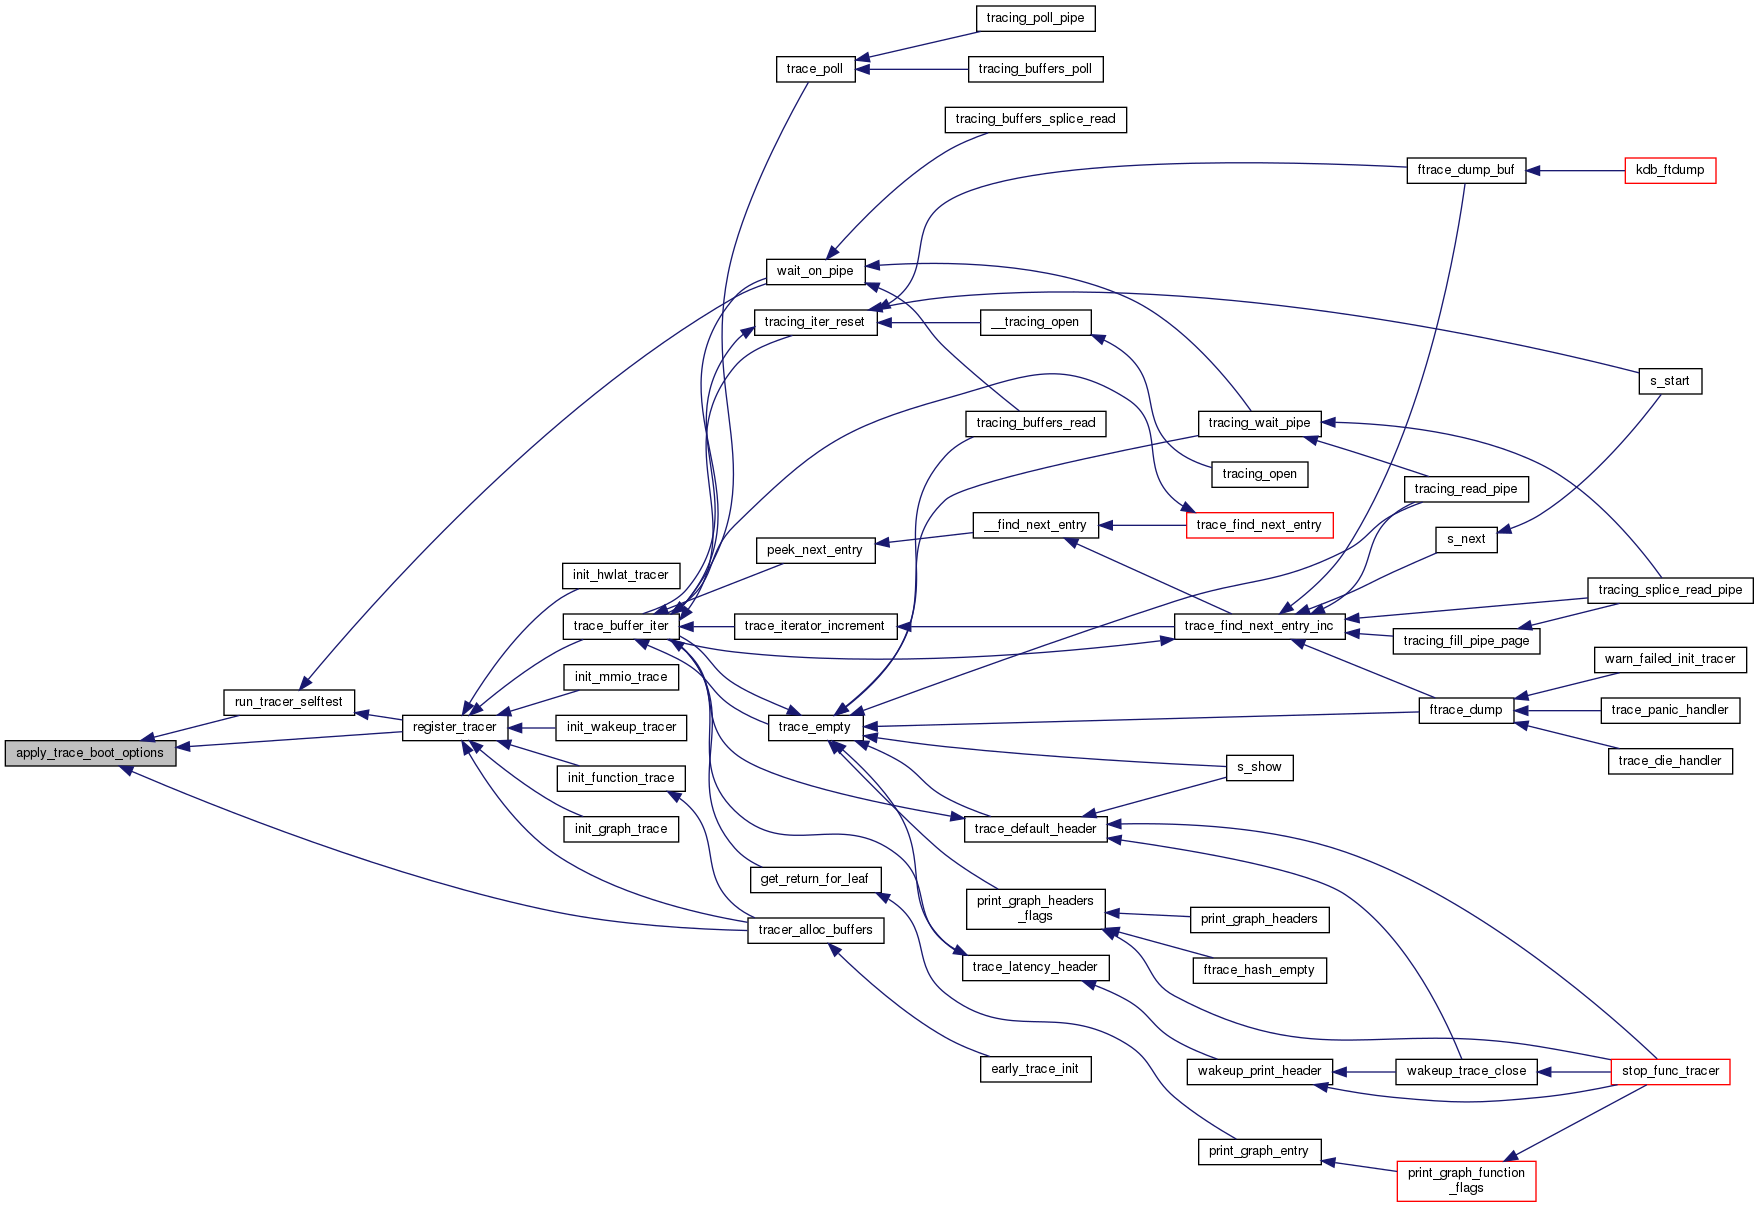 tracing_poll_pipe
trace_poll
tracing_buffers_poll
tracing_buffers_splice_read
ftrace_dump_buf
kdb_ftdump
wait_on_pipe
tracing_iter_reset
__tracing_open
s_start
tracing_buffers_read
tracing_wait_pipe
tracing_open
tracing_read_pipe
__find_next_entry
trace_find_next_entry
s_next
peek_next_entry
init_hwlat_tracer
tracing_splice_read_pipe
trace_buffer_iter
trace_iterator_increment
trace_find_next_entry_inc
tracing_fill_pipe_page
warn_failed_init_tracer
init_mmio_trace
run_tracer_selftest
ftrace_dump
trace_panic_handler
register_tracer
init_wakeup_tracer
trace_empty
apply_trace_boot_options
trace_die_handler
s_show
init_function_trace
init_graph_trace
trace_default_header
get_return_for_leaf
print_graph_headers
_flags
print_graph_headers
tracer_alloc_buffers
trace_latency_header
ftrace_hash_empty
early_trace_init
wakeup_print_header
wakeup_trace_close
stop_func_tracer
print_graph_entry
print_graph_function
_flags